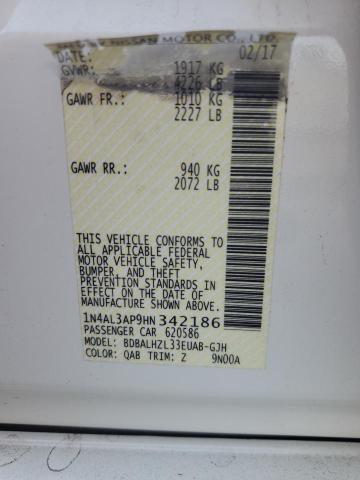 NISSAN MOTOR CO., LTD.
DATE: 02/17
GVWR: 1917 KG
4226 LB
GAWR FR.: 1010 KG
2227 LB
GAWR RR.: 940 KG
2072 LB
THIS VEHICLE CONFORMS TO
ALL APPLICABLE FEDERAL
MOTOR VEHICLE SAFETY,
BUMPER, AND THEFT
PREVENTION STANDARDS IN
EFFECT ON THE DATE OF
MANUFACTURE SHOWN ABOVE.
1N4AL3AP9HN342186
PASSENGER CAR 620586
MODEL: BDBALHZL33EUAB-GJH
COLOR: QAB TRIM: Z 9N00A